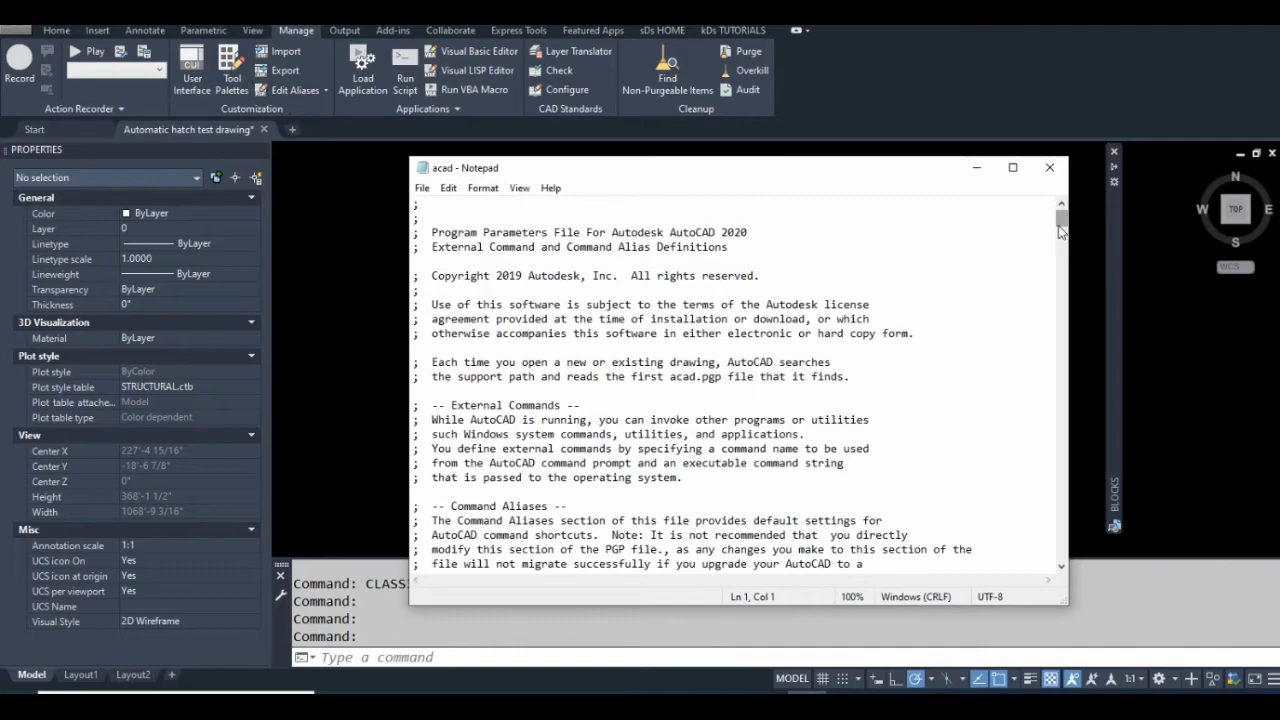 Home Insert Annotate Parametric View Manage Output Add-ins Collaborate Express Tools Featured Apps sDs HOME kDs TUTORIALS
Record
Play
CUI
User Interface
Tool Palettes
Import
Export
Edit Aliases
Load Application
Run Script
Visual Basic Editor
Visual LISP Editor
Run VBA Macro
Layer Translator
Check
Configure
Find Non-Purgeable Items
Purge
Overkill
Audit
Action Recorder Customization Applications CAD Standards Cleanup
Start Automatic hatch test drawing*
PROPERTIES
No selection
General
Color ByLayer
Layer 0
Linetype ByLayer
Linetype scale 1.0000
Lineweight ByLayer
Transparency ByLayer
Thickness 0"
3D Visualization
Material ByLayer
Plot style
Plot style ByColor
Plot style table STRUCTURAL.ctb
Plot table attache... Model
Plot table type Color dependent
View
Center X 227'-4 15/16"
Center Y -18'-6 7/8"
Center Z 0"
Height 368'-1 1/2"
Width 1068'-9 3/16"
Misc
Annotation scale 1:1
UCS icon On Yes
UCS icon at origin Yes
UCS per viewport Yes
UCS Name
Visual Style 2D Wireframe
acad - Notepad
File Edit Format View Help
;
;
; Program Parameters File For Autodesk AutoCAD 2020
; External Command and Command Alias Definitions
; Copyright 2019 Autodesk, Inc. All rights reserved.
;
; Use of this software is subject to the terms of the Autodesk license
; agreement provided at the time of installation or download, or which
; otherwise accompanies this software in either electronic or hard copy form.
; Each time you open a new or existing drawing, AutoCAD searches
; the support path and reads the first acad.pgp file that it finds.
; -- External Commands --
; While AutoCAD is running, you can invoke other programs or utilities
; such Windows system commands, utilities, and applications.
; You define external commands by specifying a command name to be used
; from the AutoCAD command prompt and an executable command string
; that is passed to the operating system.
; -- Command Aliases --
; The Command Aliases section of this file provides default settings for
; AutoCAD command shortcuts. Note: It is not recommended that you directly
; modify this section of the PGP file., as any changes you make to this section of the
; file will not migrate successfully if you upgrade your AutoCAD to a
Ln 1, Col 1 100% Windows (CRLF) UTF-8
N
W TOP E
S
WCS
BLOCKS
Command: CLASS
Command:
Command:
Command:
Type a command
Model Layout1 Layout2
MODEL 1:1